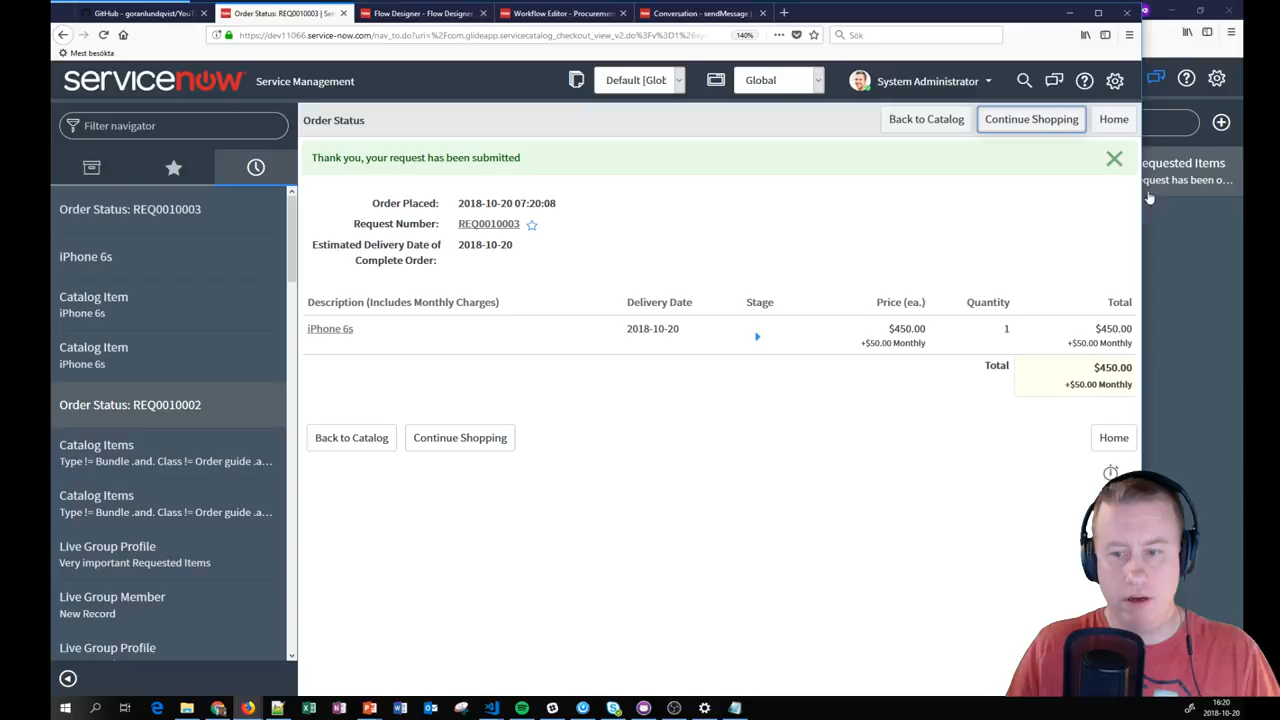 GitHub - goranlundqvist/YouT
Order Status: REQ0010003 | Serv
Flow Designer - Flow Designer
Workflow Editor - Procurement
Conversation - sendMessage |
140%
Sök
Mest besökta
servicenow Service Management
Default [Glob
Global
System Administrator
Filter navigator
Order Status
Back to Catalog
Continue Shopping
Home
Thank you, your request has been submitted
equested Items
quest has been o...
Order Placed: 2018-10-20 07:20:08
Request Number: REQ0010003
Estimated Delivery Date of
Complete Order:
2018-10-20
Description (Includes Monthly Charges) Delivery Date Stage Price (ea.) Quantity Total
iPhone 6s 2018-10-20 $450.00 1 $450.00
+$50.00 Monthly +$50.00 Monthly
Total $450.00
+$50.00 Monthly
Back to Catalog
Continue Shopping
Home
Order Status: REQ0010003
iPhone 6s
Catalog Item
iPhone 6s
Catalog Item
iPhone 6s
Order Status: REQ0010002
Catalog Items
Type != Bundle .and. Class != Order guide .a...
Catalog Items
Type != Bundle .and. Class != Order guide .a...
Live Group Profile
Very important Requested Items
Live Group Member
New Record
Live Group Profile
16:20
2018-10-20